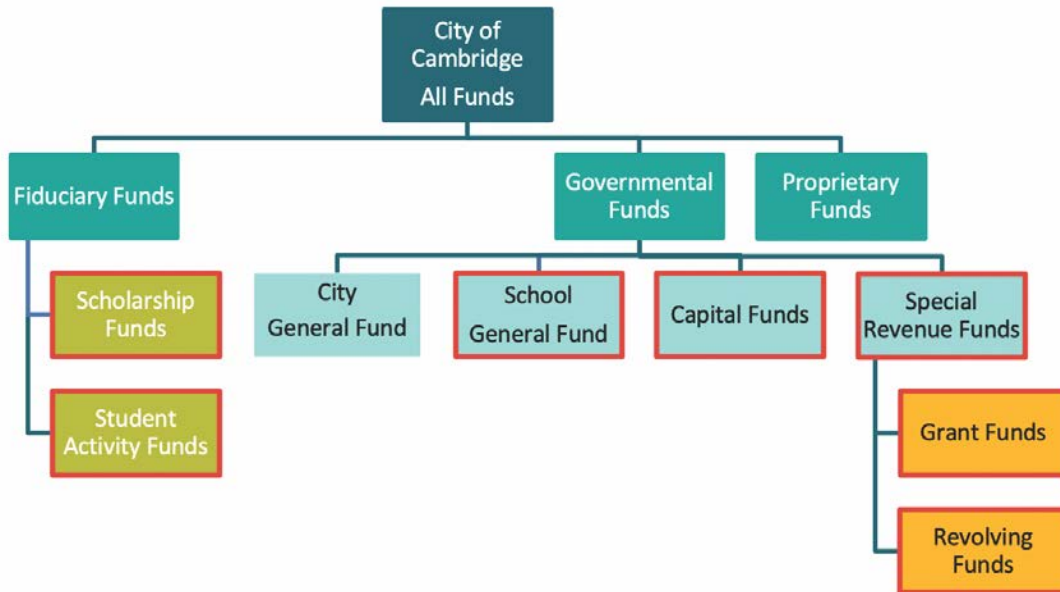 City of
Cambridge
All Funds
Fiduciary Funds
Governmental
Funds
Proprietary
Funds
Scholarship
Funds
City
General Fund
School
General Fund
Capital Funds
Special
Revenue Funds
Student
Activity Funds
Grant Funds
Revolving
Funds